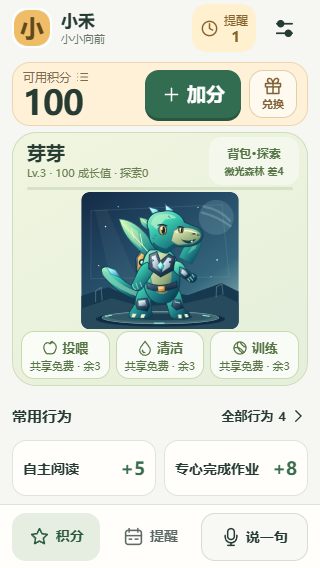 小
小禾
小小向前
提醒
1
可用积分
100
+ 加分
兑换
芽芽
Lv.3 · 100 成长值 · 探索0
背包•探索
微光森林 差4
投喂
共享免费 · 余3
清洁
共享免费 · 余3
训练
共享免费 · 余3
常用行为
全部行为 4
自主阅读 +5
专心完成作业 +8
积分
提醒
说一句